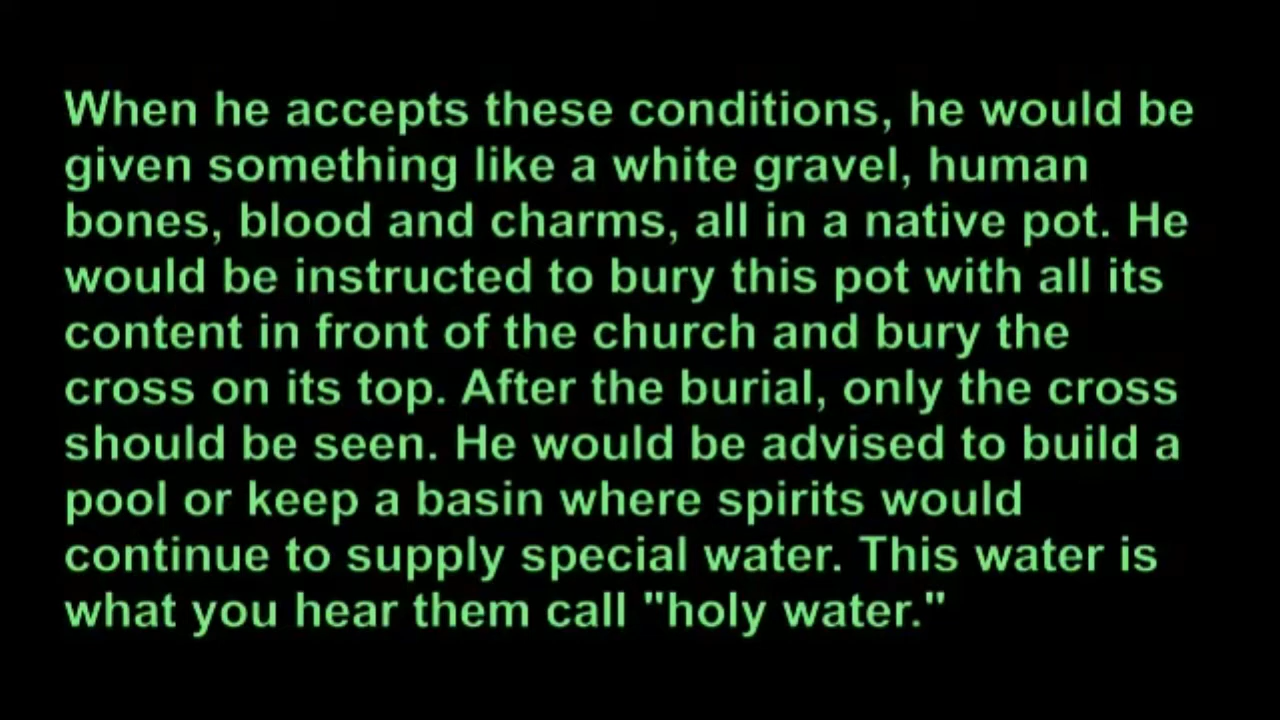 When he accepts these conditions, he would be
given something like a white gravel, human
bones, blood and charms, all in a native pot. He
would be instructed to bury this pot with all its
content in front of the church and bury the
cross on its top. After the burial, only the cross
should be seen. He would be advised to build a
pool or keep a basin where spirits would
continue to supply special water. This water is
what you hear them call "holy water."